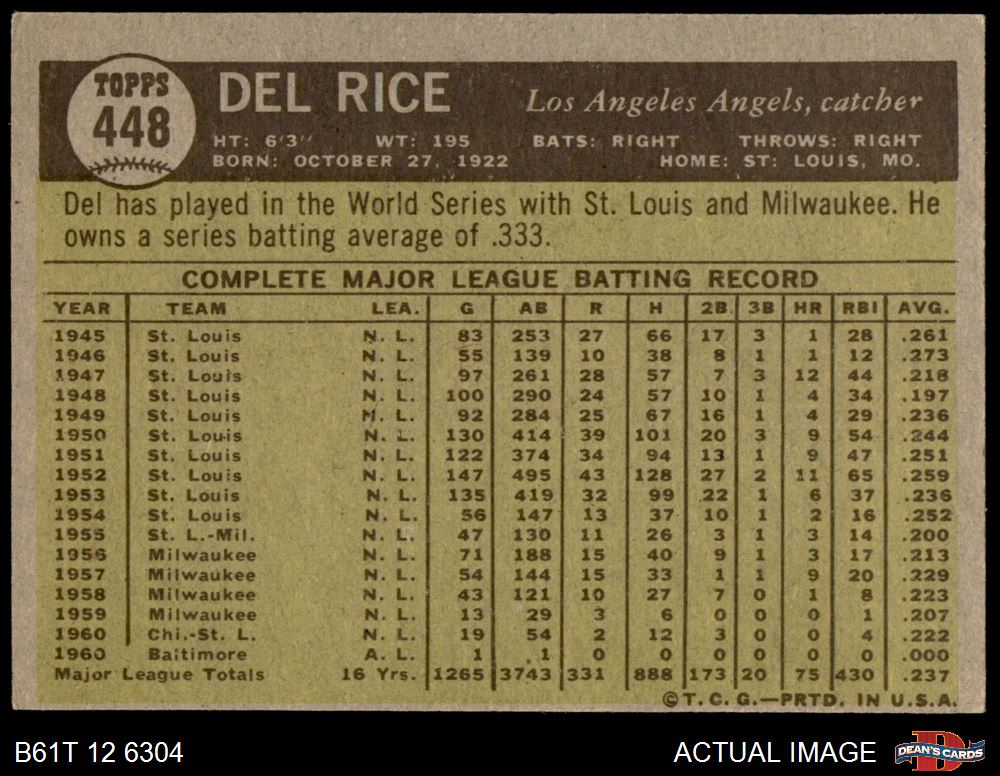 TOPPS
448
DEL RICE Los Angeles Angels, catcher
HT: 6'3" WT: 195 BATS: RIGHT THROWS: RIGHT
BORN: OCTOBER 27, 1922 HOME: ST: LOUIS, MO.
Del has played in the World Series with St. Louis and Milwaukee. He
owns a series batting average of .333.
COMPLETE MAJOR LEAGUE BATTING RECORD
YEAR TEAM LEA. G AB R H 2B 3B HR RBI AVG.
1945 St. Louis N. L. 83 253 27 66 17 3 1 28 .261
1946 St. Louis N. L. 55 139 10 38 8 1 1 12 .273
1947 St. Louis N. L. 97 261 28 57 7 3 12 44 .218
1948 St. Louis N. L. 100 290 24 57 10 1 4 34 .197
1949 St. Louis N. L. 92 284 25 67 16 1 4 29 .236
1950 St. Louis N. L. 130 414 39 101 20 3 9 54 .244
1951 St. Louis N. L. 122 374 34 94 13 1 9 47 .251
1952 St. Louis N. L. 147 495 43 128 27 2 11 65 .259
1953 St. Louis N. L. 135 419 32 99 22 1 6 37 .236
1954 St. Louis N. L. 56 147 13 37 10 1 2 16 .252
1955 St. L.-Mil. N. L. 47 130 11 26 3 1 3 14 .200
1956 Milwaukee N. L. 71 188 15 40 9 1 3 17 .213
1957 Milwaukee N. L. 54 144 15 33 1 1 9 20 .229
1958 Milwaukee N. L. 43 121 10 27 7 0 1 8 .223
1959 Milwaukee N. L. 13 29 3 6 0 0 0 1 .207
1960 Chi.-St. L. N. L. 19 54 2 12 3 0 0 4 .222
1960 Baltimore A. L. 1 1 0 0 0 0 0 0 .000
Major League Totals 16 Yrs. 1265 3743 331 888 173 20 75 430 .237
©T. C. G.—PRTD. IN U.S.A.
B61T 12 6304 ACTUAL IMAGE DEAN'S CARDS